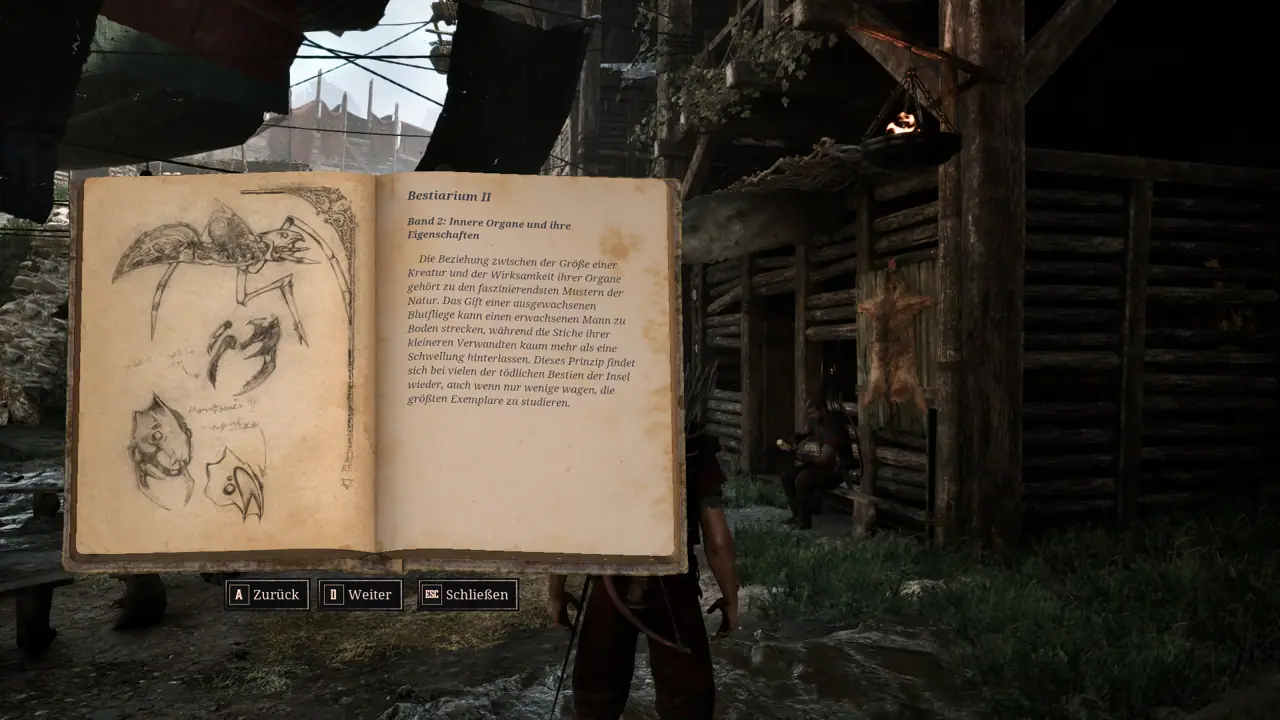 Bestiarium II
Band 2: Innere Organe und ihre
Eigenschaften
Die Beziehung zwischen der Größe einer
Kreatur und der Wirksamkeit ihrer Organe
gehört zu den faszinierendsten Mustern der
Natur. Das Gift einer ausgewachsenen
Blutfliege kann einen erwachsenen Mann zu
Boden strecken, während die Stiche ihrer
kleineren Verwandten kaum mehr als eine
Schwellung hinterlassen. Dieses Prinzip findet
sich bei vielen der tödlichen Bestien der Insel
wieder, auch wenn nur wenige wagen, die
größten Exemplare zu studieren.
A Zurück
D Weiter
ESC Schließen